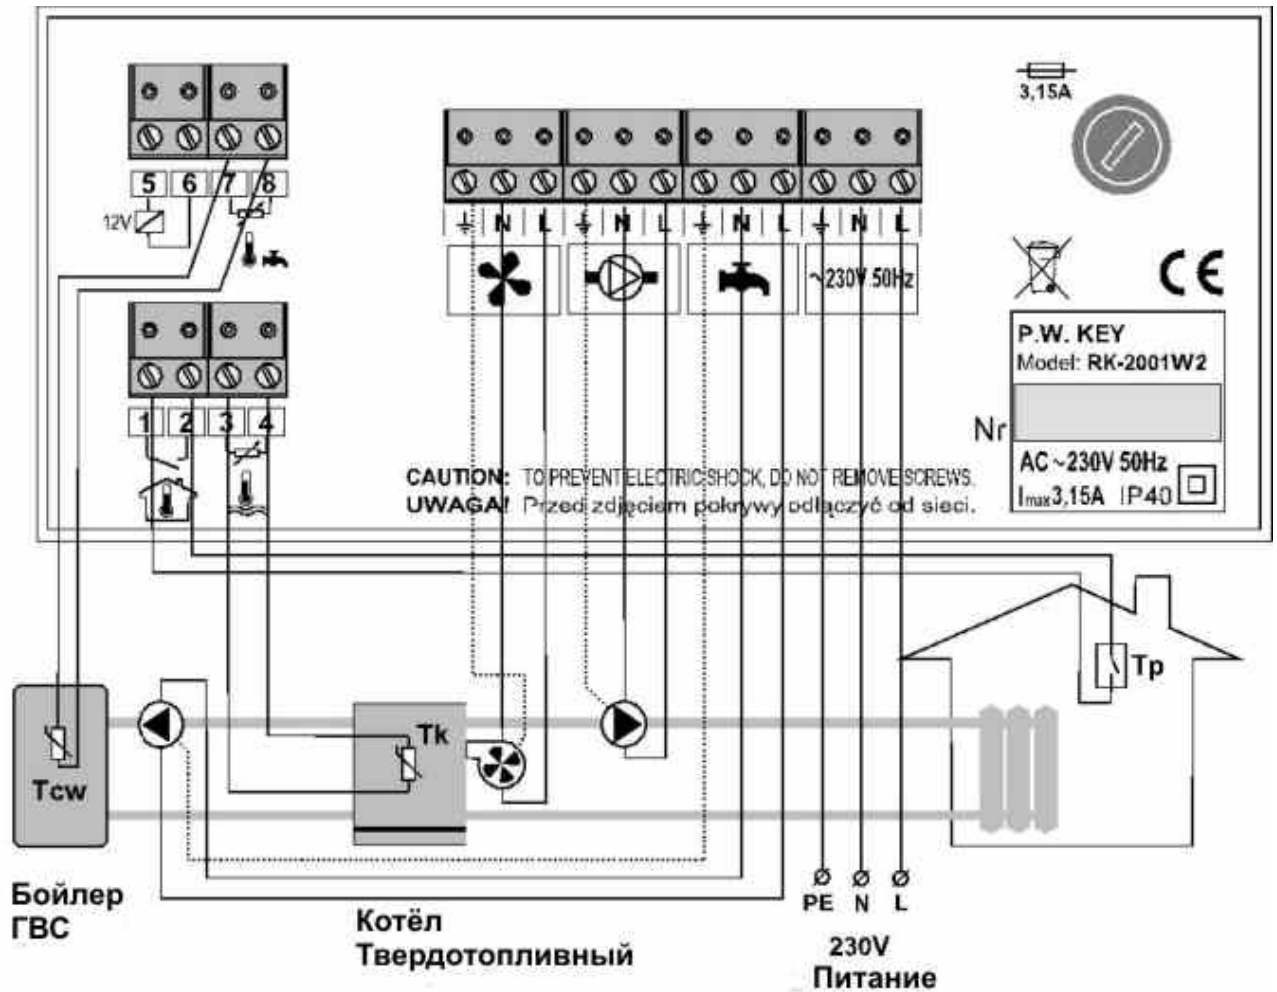 3,15A
5 6 7 8
12V
⏚ N L ⏚ N L ⏚ N L ⏚ N L
~230V 50Hz
CE
1 2 3 4
P.W. KEY
Model: RK-2001W2
Nr
AC ~230V 50Hz
Imax3,15A IP40
CAUTION: TO PREVENT ELECTRIC SHOCK, DO NOT REMOVE SCREWS.
UWAGA! Przed zdjęciem pokrywy odłączyć od sieci.
Tp
Tk
Tcw
Бойлер
ГВС
Котёл
Твердотопливный
PE N L
230V
Питание